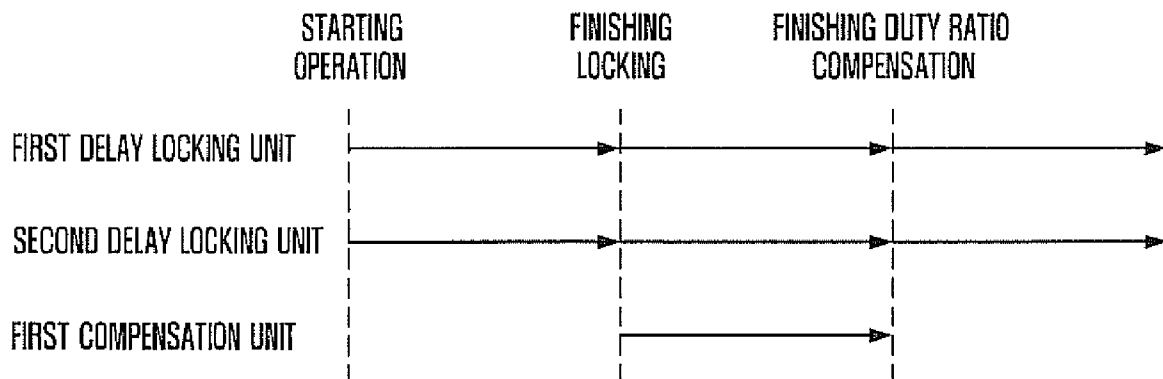 STARTING
OPERATION
FINISHING
LOCKING
FINISHING DUTY RATIO
COMPENSATION
FIRST DELAY LOCKING UNIT
SECOND DELAY LOCKING UNIT
FIRST COMPENSATION UNIT